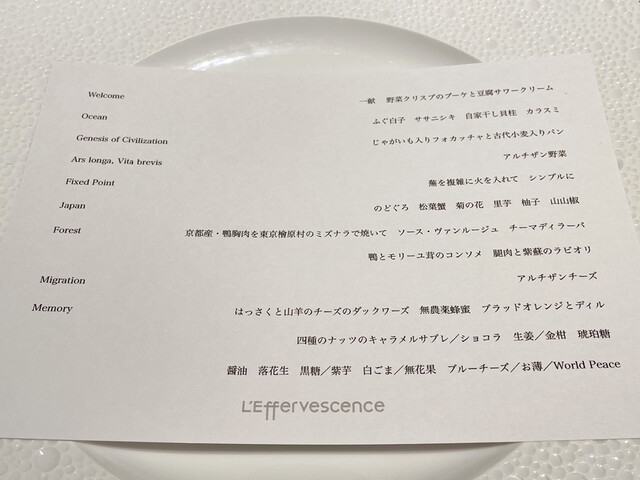 Welcome 一献 野菜クリスプのブーケと豆腐サワークリーム
Ocean ふぐ白子 ササニシキ 自家干し貝柱 カラスミ
Genesis of Civilization じゃがいも入りフォカッチャと古代小麦入りパン
Ars longa, Vita brevis アルチザン野菜
Fixed Point 蕪を複雑に火を入れて シンプルに
Japan のどぐろ 松葉蟹 菊の花 里芋 柚子 山山椒
Forest 京都産・鴨胸肉を東京檜原村のミズナラで焼いて ソース・ヴァンルージュ チーマディラーパ
鴨とモリーユ茸のコンソメ 腿肉と紫蘇のラビオリ
Migration アルチザンチーズ
Memory はっさくと山羊のチーズのダックワーズ 無農薬蜂蜜 ブラッドオレンジとディル
四種のナッツのキャラメルサブレ／ショコラ 生姜／金柑 琥珀糖
醤油 落花生 黒糖／紫芋 白ごま／無花果 ブルーチーズ／お薄／World Peace
L'Effervescence